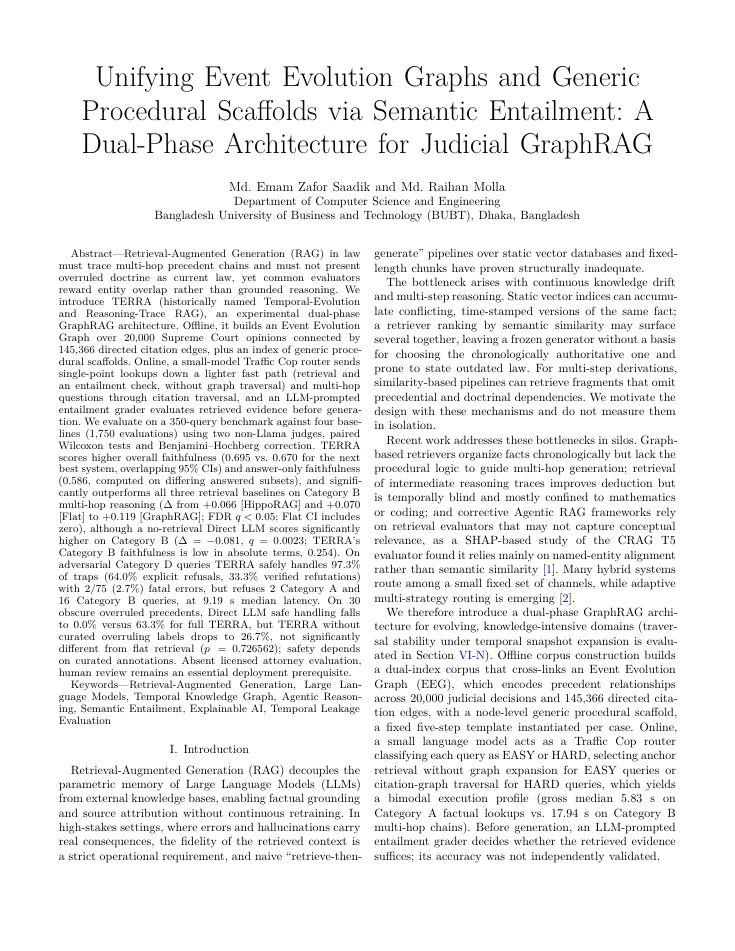 Unifying Event Evolution Graphs and Generic
Procedural Scaffolds via Semantic Entailment: A
Dual-Phase Architecture for Judicial GraphRAG
Md. Emam Zafor Saadik and Md. Raihan Molla
Department of Computer Science and Engineering
Bangladesh University of Business and Technology (BUBT), Dhaka, Bangladesh
Abstract—Retrieval-Augmented Generation (RAG) in law
must trace multi-hop precedent chains and must not present
overruled doctrine as current law, yet common evaluators
reward entity overlap rather than grounded reasoning. We
introduce TERRA (historically named Temporal-Evolution
and Reasoning-Trace RAG), an experimental dual-phase
GraphRAG architecture. Offline, it builds an Event Evolution
Graph over 20,000 Supreme Court opinions connected by
145,366 directed citation edges, plus an index of generic proce-
dural scaffolds. Online, a small-model Traffic Cop router sends
single-point lookups down a lighter fast path (retrieval and
an entailment check, without graph traversal) and multi-hop
questions through citation traversal, and an LLM-prompted
entailment grader evaluates retrieved evidence before genera-
tion. We evaluate on a 350-query benchmark against four base-
lines (1,750 evaluations) using two non-Llama judges, paired
Wilcoxon tests and Benjamini–Hochberg correction. TERRA
scores higher overall faithfulness (0.695 vs. 0.670 for the next
best system, overlapping 95% CIs) and answer-only faithfulness
(0.586, computed on differing answered subsets), and signifi-
cantly outperforms all three retrieval baselines on Category B
multi-hop reasoning (Δ from +0.066 [HippoRAG] and +0.070
[Flat] to +0.119 [GraphRAG]; FDR q < 0.05; Flat CI includes
zero), although a no-retrieval Direct LLM scores significantly
higher on Category B (Δ = −0.081, q = 0.0023; TERRA's
Category B faithfulness is low in absolute terms, 0.254). On
adversarial Category D queries TERRA safely handles 97.3%
of traps (64.0% explicit refusals, 33.3% verified refutations)
with 2/75 (2.7%) fatal errors, but refuses 2 Category A and
16 Category B queries, at 9.19 s median latency. On 30
obscure overruled precedents, Direct LLM safe handling falls
to 0.0% versus 63.3% for full TERRA, but TERRA without
curated overruling labels drops to 26.7%, not significantly
different from flat retrieval (p = 0.726562); safety depends
on curated annotations. Absent licensed attorney evaluation,
human review remains an essential deployment prerequisite.
Keywords—Retrieval-Augmented Generation, Large Lan-
guage Models, Temporal Knowledge Graph, Agentic Reason-
ing, Semantic Entailment, Explainable AI, Temporal Leakage
Evaluation
I. Introduction
Retrieval-Augmented Generation (RAG) decouples the
parametric memory of Large Language Models (LLMs)
from external knowledge bases, enabling factual grounding
and source attribution without continuous retraining. In
high-stakes settings, where errors and hallucinations carry
real consequences, the fidelity of the retrieved context is
a strict operational requirement, and naive “retrieve-then-
generate” pipelines over static vector databases and fixed-
length chunks have proven structurally inadequate.
The bottleneck arises with continuous knowledge drift
and multi-step reasoning. Static vector indices can accumu-
late conflicting, time-stamped versions of the same fact;
a retriever ranking by semantic similarity may surface
several together, leaving a frozen generator without a basis
for choosing the chronologically authoritative one and
prone to state outdated law. For multi-step derivations,
similarity-based pipelines can retrieve fragments that omit
precedential and doctrinal dependencies. We motivate the
design with these mechanisms and do not measure them
in isolation.
Recent work addresses these bottlenecks in silos. Graph-
based retrievers organize facts chronologically but lack the
procedural logic to guide multi-hop generation; retrieval
of intermediate reasoning traces improves deduction but
is temporally blind and mostly confined to mathematics
or coding; and corrective Agentic RAG frameworks rely
on retrieval evaluators that may not capture conceptual
relevance, as a SHAP-based study of the CRAG T5
evaluator found it relies mainly on named-entity alignment
rather than semantic similarity [1]. Many hybrid systems
route among a small fixed set of channels, while adaptive
multi-strategy routing is emerging [2].
We therefore introduce a dual-phase GraphRAG archi-
tecture for evolving, knowledge-intensive domains (traver-
sal stability under temporal snapshot expansion is evalu-
ated in Section VI-N). Offline corpus construction builds
a dual-index corpus that cross-links an Event Evolution
Graph (EEG), which encodes precedent relationships
across 20,000 judicial decisions and 145,366 directed cita-
tion edges, with a node-level generic procedural scaffold,
a fixed five-step template instantiated per case. Online,
a small language model acts as a Traffic Cop router
classifying each query as EASY or HARD, selecting anchor
retrieval without graph expansion for EASY queries or
citation-graph traversal for HARD queries, which yields
a bimodal execution profile (gross median 5.83 s on
Category A factual lookups vs. 17.94 s on Category B
multi-hop chains). Before generation, an LLM-prompted
entailment grader decides whether the retrieved evidence
suffices; its accuracy was not independently validated.